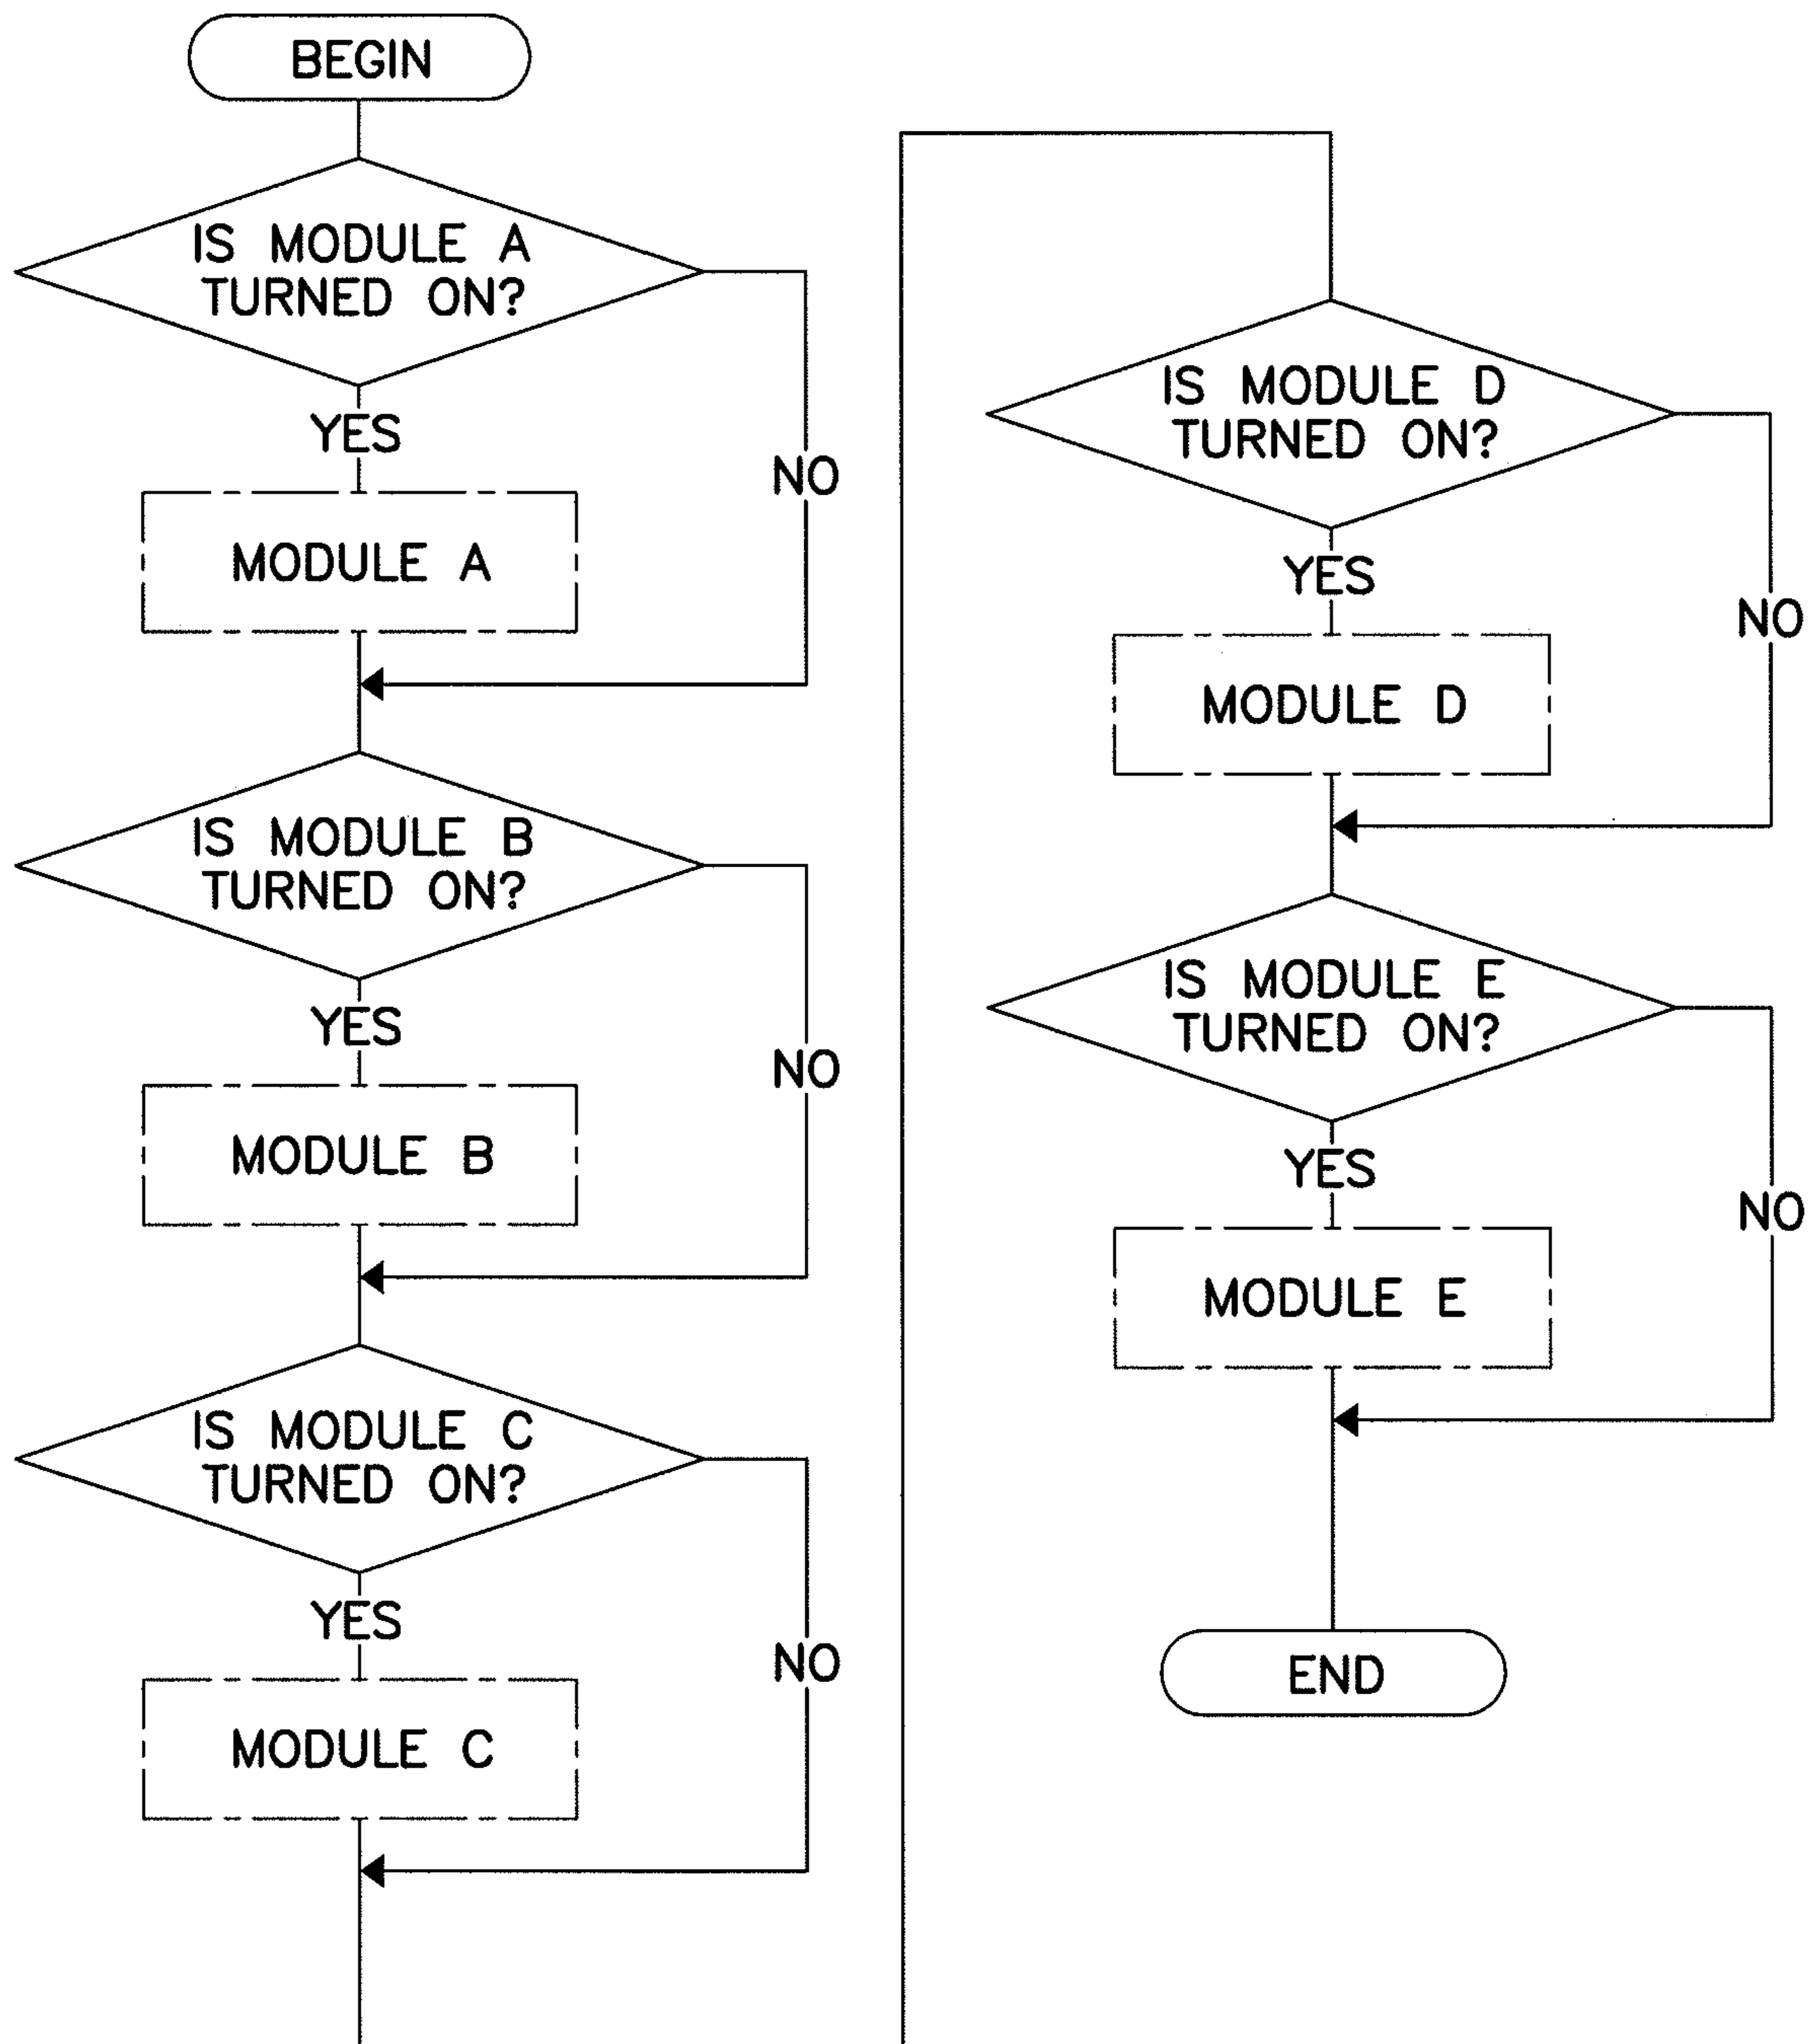 BEGIN
IS MODULE A
TURNED ON?
YES
NO
MODULE A
IS MODULE B
TURNED ON?
YES
NO
MODULE B
IS MODULE C
TURNED ON?
YES
NO
MODULE C
IS MODULE D
TURNED ON?
YES
NO
MODULE D
IS MODULE E
TURNED ON?
YES
NO
MODULE E
END